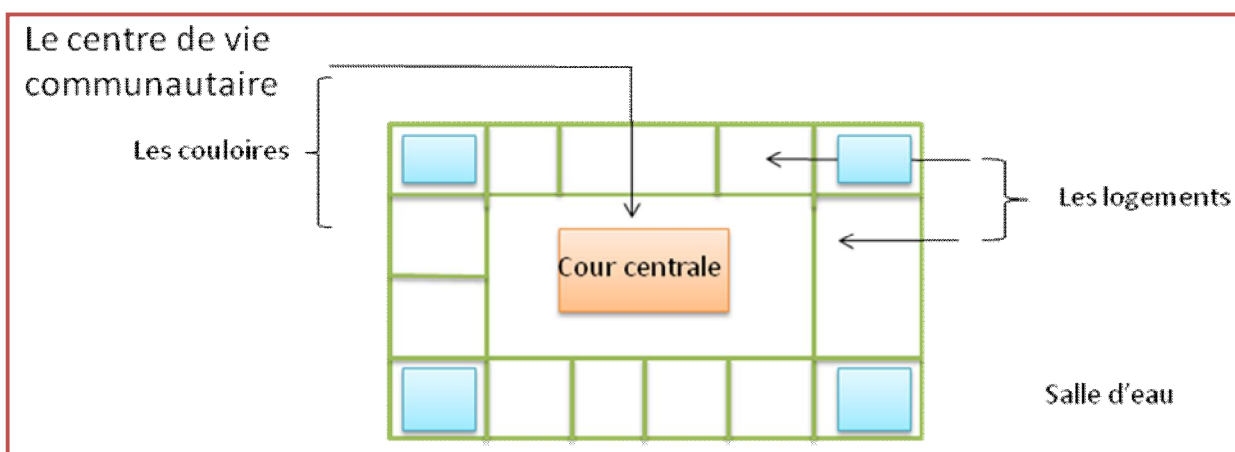 Le centre de vie
communautaire
Les couloires
Les logements
Cour centrale
Salle d'eau